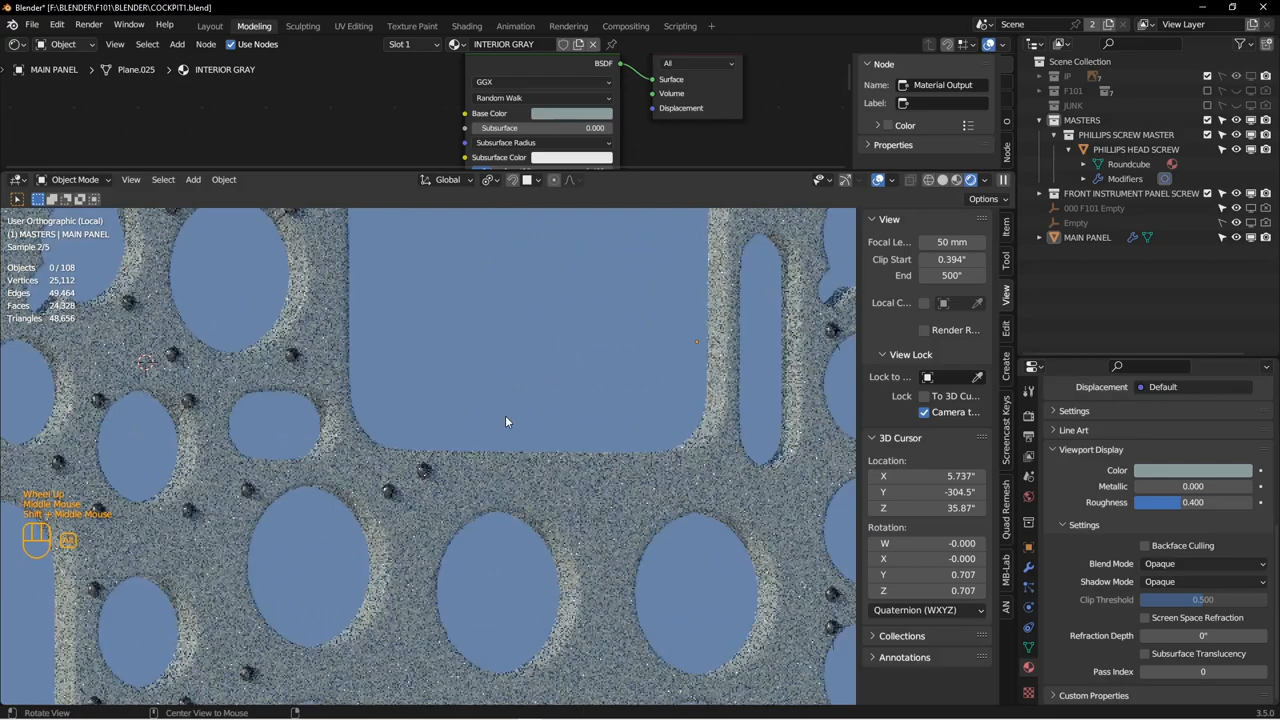 Blender* [F:\F101\BLENDER\COCKPIT1.blend]
File Edit Render Window Help Layout Modeling Sculpting UV Editing Texture Paint Shading Animation Rendering Compositing Scripting Scene 2 View Layer
Object View Select Add Node Use Nodes Slot 1 INTERIOR GRAY
MAIN PANEL Plane.025 INTERIOR GRAY
BSDF
GGX
Random Walk
Base Color
Subsurface 0.000
Subsurface Radius
Subsurface Color
All
Surface
Volume
Displacement
Node
Name: Material Output
Label:
Color
Properties
Node
Object Mode View Select Add Object Global
Options
User Orthographic (Local)
(1) MASTERS | MAIN PANEL
Sample 2/5
Objects 0 / 108
Vertices 25,112
Edges 49,464
Faces 24,328
Triangles 48,656
Wheel Up
Middle Mouse
Shift + Middle Mouse
Alt
View
Focal Le... 50 mm
Clip Start 0.394"
End 500"
Local C...
Render R...
View Lock
Lock to ...
Lock To 3D Cu...
Camera t...
3D Cursor
Location:
X 5.737"
Y -304.5"
Z 35.87"
Rotation:
W -0.000
X -0.000
Y 0.707
Z 0.707
Quaternion (WXYZ)
Collections
Annotations
Item
Tool
View
Edit
Create
Screencast Keys
Quad Remesh
MB-Lab
AN
Scene Collection
IP 7
F101 7
JUNK
MASTERS
PHILLIPS SCREW MASTER
PHILLIPS HEAD SCREW
Roundcube
Modifiers
FRONT INSTRUMENT PANEL SCREW
000 F101 Empty
Empty
MAIN PANEL
Displacement Default
Settings
Line Art
Viewport Display
Color
Metallic 0.000
Roughness 0.400
Settings
Backface Culling
Blend Mode Opaque
Shadow Mode Opaque
Clip Threshold 0.500
Screen Space Refraction
Refraction Depth 0"
Subsurface Translucency
Pass Index 0
Custom Properties
Rotate View Center View to Mouse 3.5.0